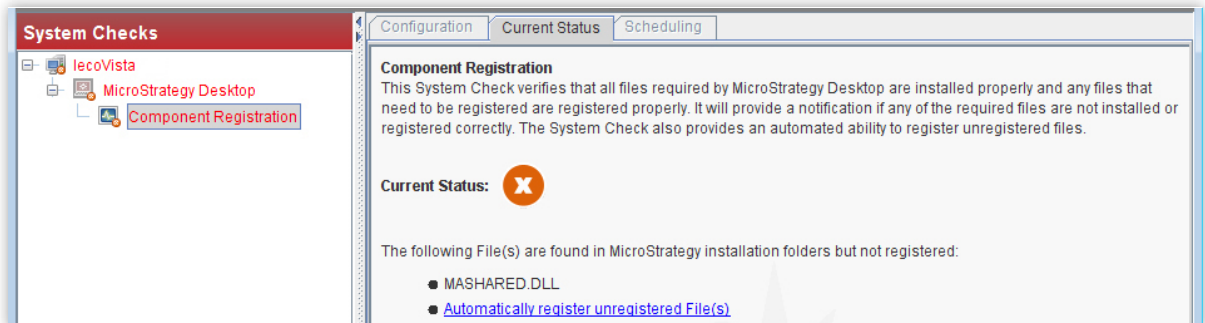 System Checks
lecoVista
MicroStrategy Desktop
Component Registration
Configuration
Current Status
Scheduling
Component Registration
This System Check verifies that all files required by MicroStrategy Desktop are installed properly and any files that
need to be registered are registered properly. It will provide a notification if any of the required files are not installed or
registered correctly. The System Check also provides an automated ability to register unregistered files.
Current Status:
The following File(s) are found in MicroStrategy installation folders but not registered:
MASHARED.DLL
Automatically register unregistered File(s)